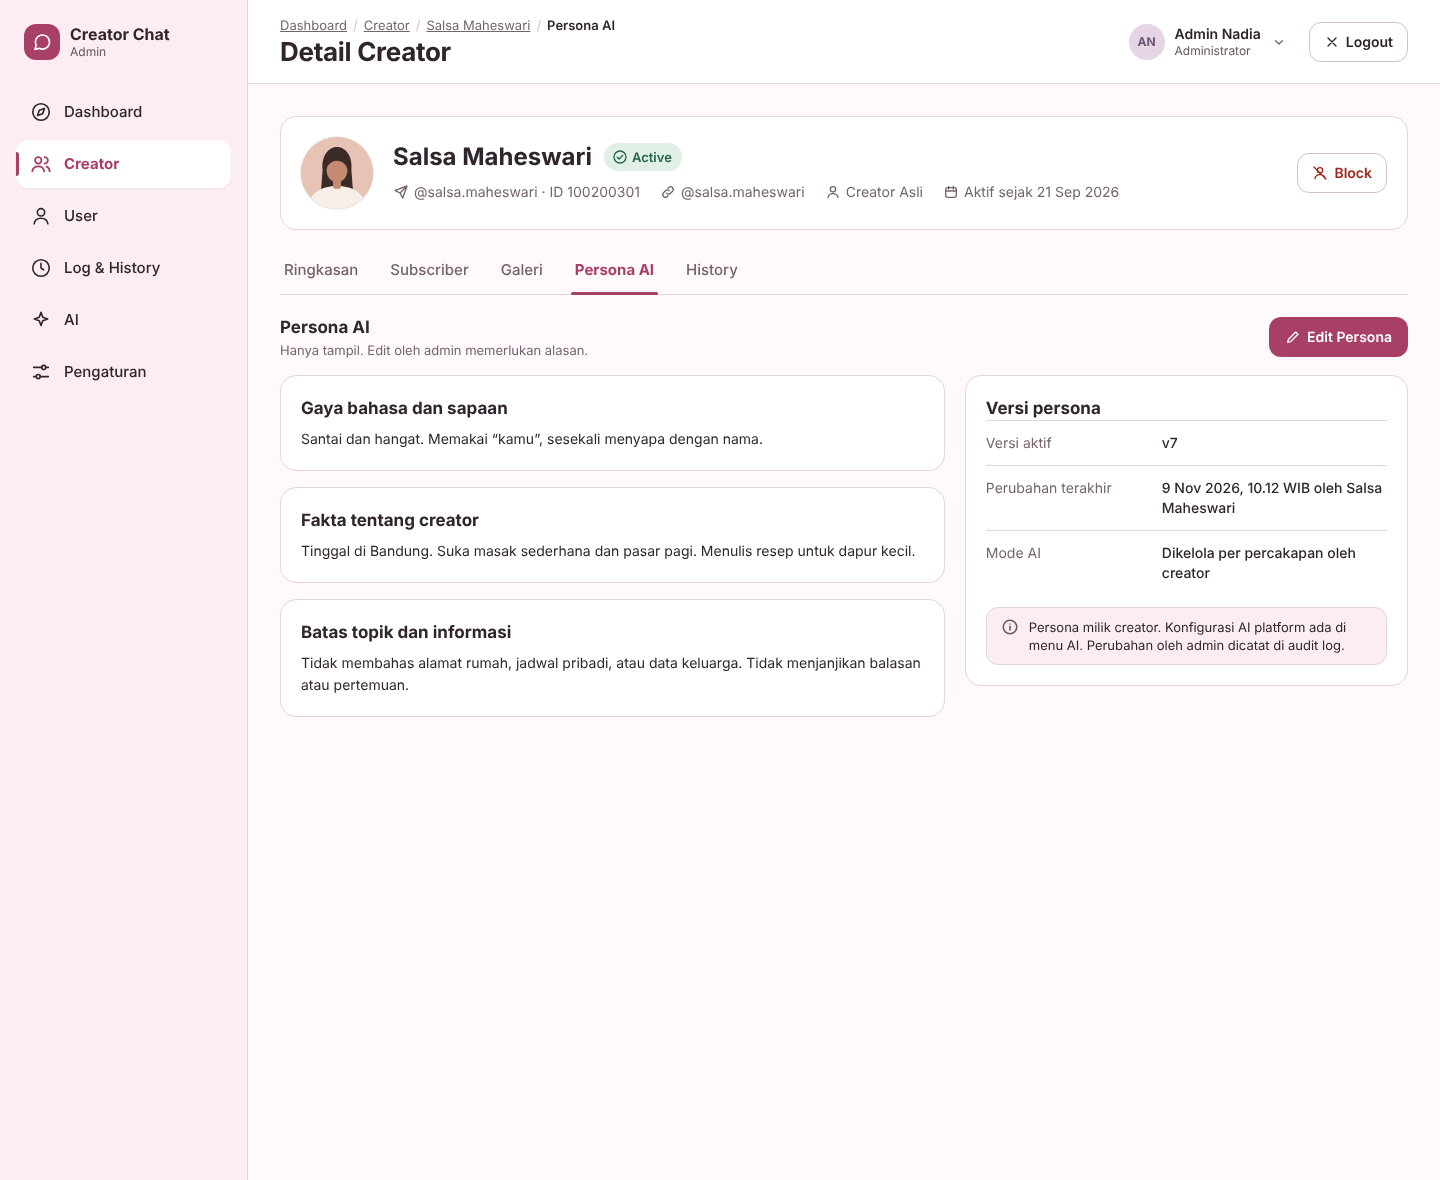 Creator Chat
Admin
Dashboard
Creator
User
Log & History
AI
Pengaturan
Dashboard / Creator / Salsa Maheswari / Persona AI
Detail Creator
AN
Admin Nadia
Administrator
Logout
Salsa Maheswari
Active
@salsa.maheswari · ID 100200301
@salsa.maheswari
Creator Asli
Aktif sejak 21 Sep 2026
Block
Ringkasan
Subscriber
Galeri
Persona AI
History
Persona AI
Hanya tampil. Edit oleh admin memerlukan alasan.
Edit Persona
Gaya bahasa dan sapaan
Santai dan hangat. Memakai “kamu”, sesekali menyapa dengan nama.
Fakta tentang creator
Tinggal di Bandung. Suka masak sederhana dan pasar pagi. Menulis resep untuk dapur kecil.
Batas topik dan informasi
Tidak membahas alamat rumah, jadwal pribadi, atau data keluarga. Tidak menjanjikan balasan
atau pertemuan.
Versi persona
Versi aktif
v7
Perubahan terakhir
9 Nov 2026, 10.12 WIB oleh Salsa
Maheswari
Mode AI
Dikelola per percakapan oleh
creator
Persona milik creator. Konfigurasi AI platform ada di
menu AI. Perubahan oleh admin dicatat di audit log.